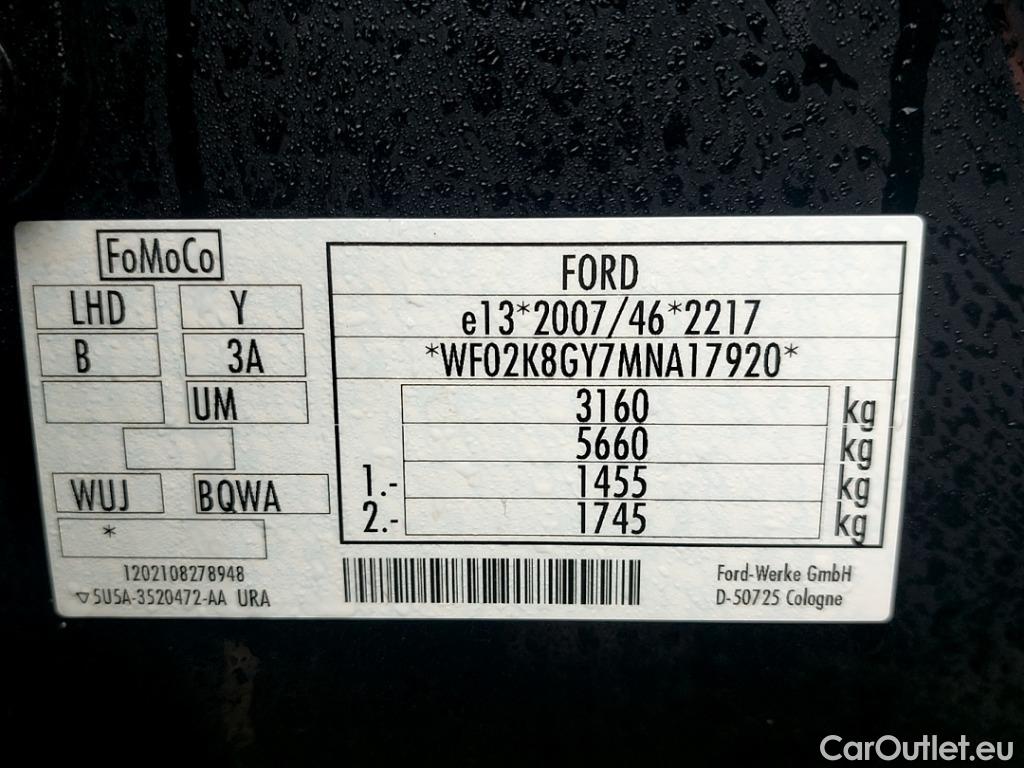 FoMoCo
LHD Y
B 3A
UM
WUJ BQWA
*
1202108278948
▽5U5A-3520472-AA URA
FORD
e13*2007/46*2217
*WF02K8GY7MNA17920*
3160 kg
5660 kg
1.- 1455 kg
2.- 1745 kg
Ford-Werke GmbH
D-50725 Cologne
CarOutlet.eu